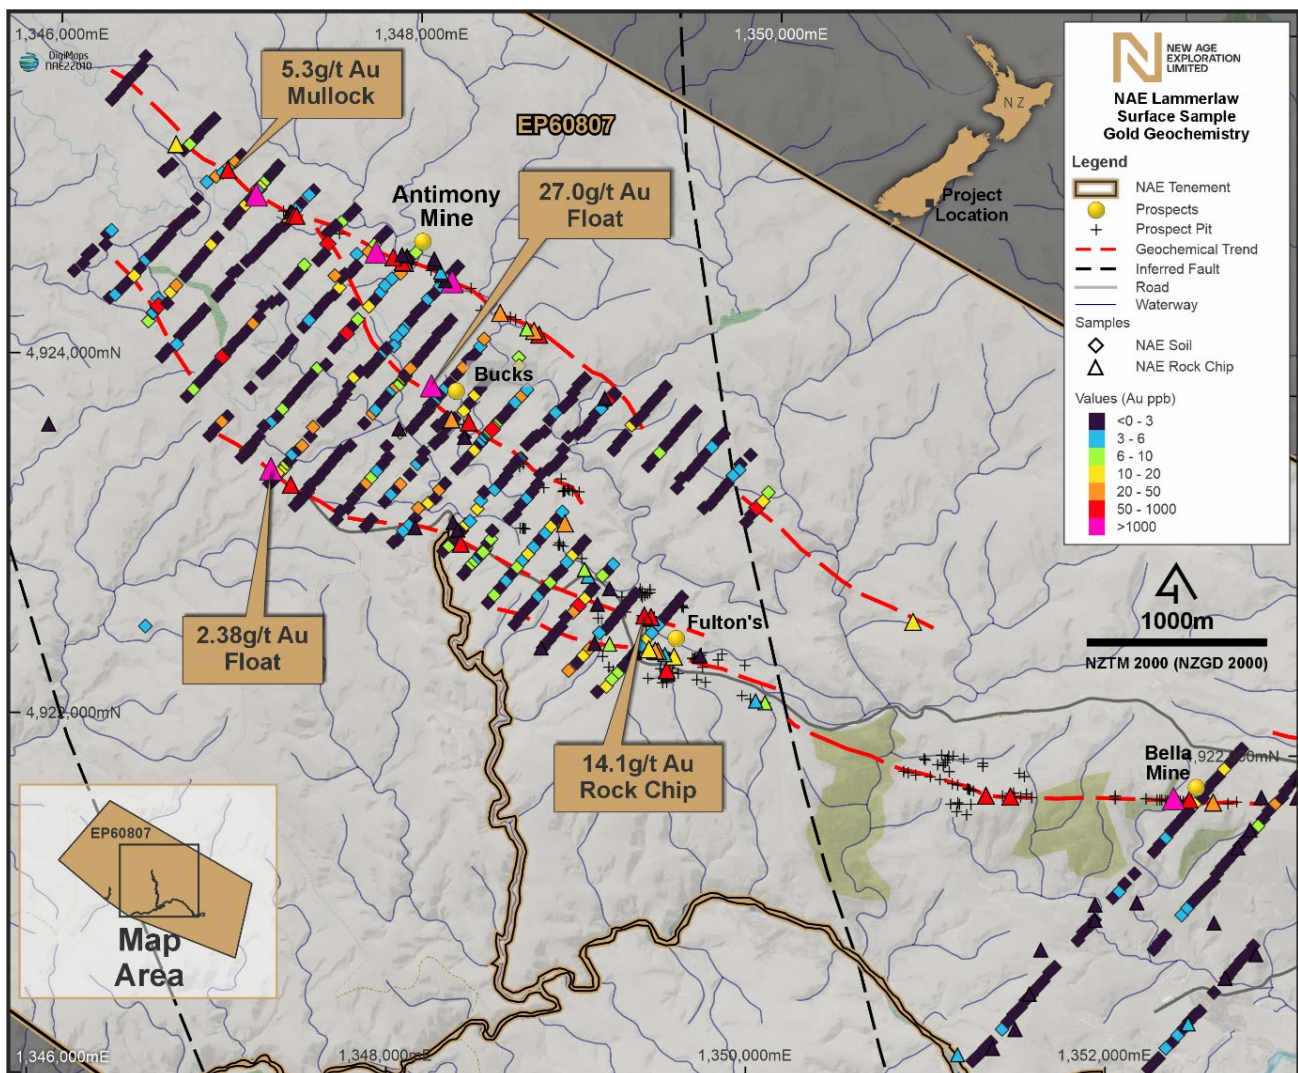 1,346,000mE
1,348,000mE
1,350,000mE
DigiMaps
NAE22010
5.3g/t Au
Mullock
EP60807
27.0g/t Au
Float
Antimony
Mine
NZ
Project
Location
NEW AGE
EXPLORATION
LIMITED
NAE Lammerlaw
Surface Sample
Gold Geochemistry
Legend
NAE Tenement
Prospects
Prospect Pit
Geochemical Trend
Inferred Fault
Road
Waterway
Samples
NAE Soil
NAE Rock Chip
Values (Au ppb)
<0 - 3
3 - 6
6 - 10
10 - 20
20 - 50
50 - 1000
>1000
4,924,000mN
Bucks
1000m
NZTM 2000 (NZGD 2000)
2.38g/t Au
Float
Fulton's
4,922,000mN
14.1g/t Au
Rock Chip
Bella
Mine
EP60807
Map
Area
1,346,000mE
1,348,000mE
1,350,000mE
1,352,000mE